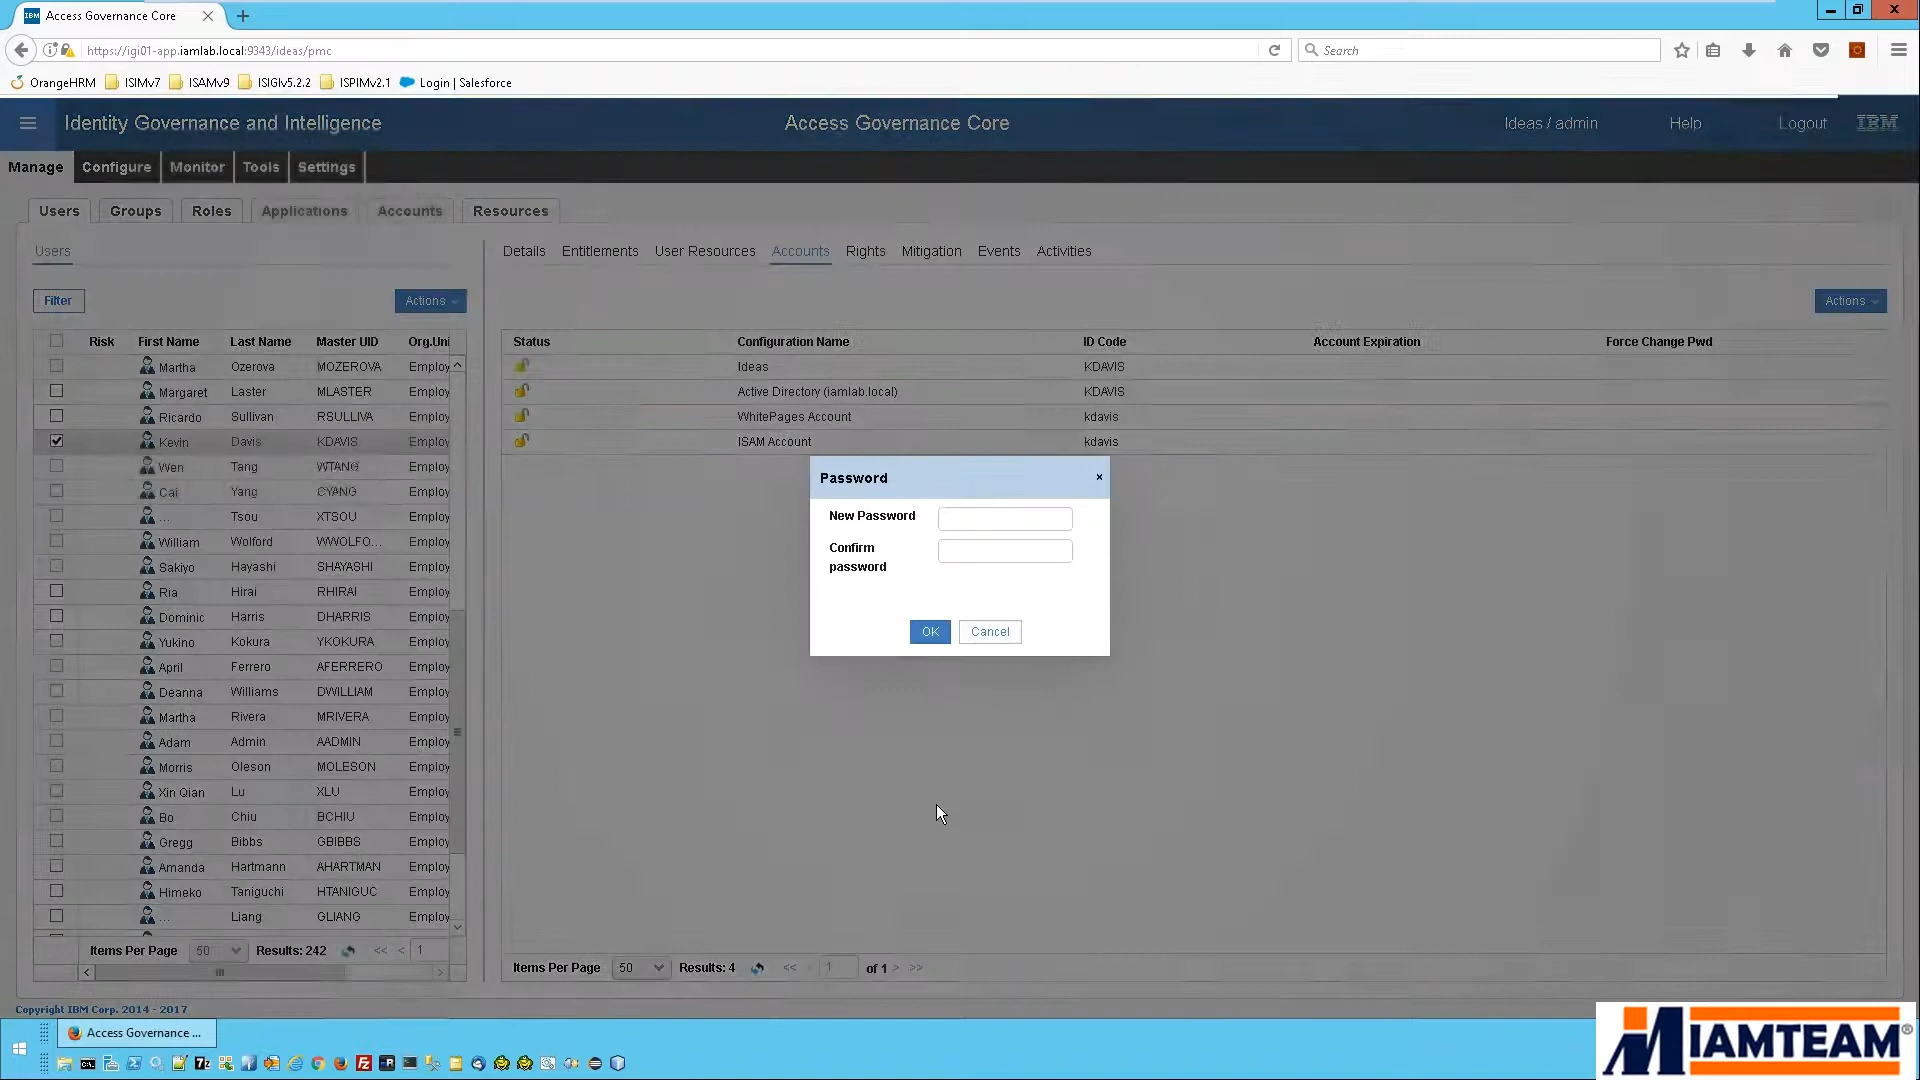 IBM Access Governance Core
https://igi01-app.iamlab.local:9343/ideas/pmc
Search
OrangeHRM ISIMv7 ISAMv9 ISIGIv5.2.2 ISPIMv2.1 Login | Salesforce
Identity Governance and Intelligence Access Governance Core Ideas / admin Help Logout IBM
Manage Configure Monitor Tools Settings
Users Groups Roles Applications Accounts Resources
Users Details Entitlements User Resources Accounts Rights Mitigation Events Activities
Filter Actions Actions
Risk First Name Last Name Master UID Org.Uni Status Configuration Name ID Code Account Expiration Force Change Pwd
Martha Ozerova MOZEROVA Employ Ideas KDAVIS
Margaret Laster MLASTER Employ Active Directory (iamlab.local) KDAVIS
Ricardo Sullivan RSULLIVA Employ WhitePages Account kdavis
Kevin Davis KDAVIS Employ ISAM Account kdavis
Wen Tang WTANG Employ
Cai Yang CYANG Employ
... Tsou XTSOU Employ
William Wolford WWOLFO... Employ
Sakiyo Hayashi SHAYASHI Employ
Ria Hirai RHIRAI Employ
Dominic Harris DHARRIS Employ
Yukino Kokura YKOKURA Employ
April Ferrero AFERRERO Employ
Deanna Williams DWILLIAM Employ
Martha Rivera MRIVERA Employ
Adam Admin AADMIN Employ
Morris Oleson MOLESON Employ
Xin Qian Lu XLU Employ
Bo Chiu BCHIU Employ
Gregg Bibbs GBIBBS Employ
Amanda Hartmann AHARTMAN Employ
Himeko Taniguchi HTANIGUC Employ
... Liang GLIANG Employ
Password ×
New Password
Confirm
password
OK Cancel
Items Per Page 50 Results: 242 << < 1
Items Per Page 50 Results: 4 << < 1 of 1 > >>
Copyright IBM Corp. 2014 - 2017
Access Governance ...
IAMTEAM®